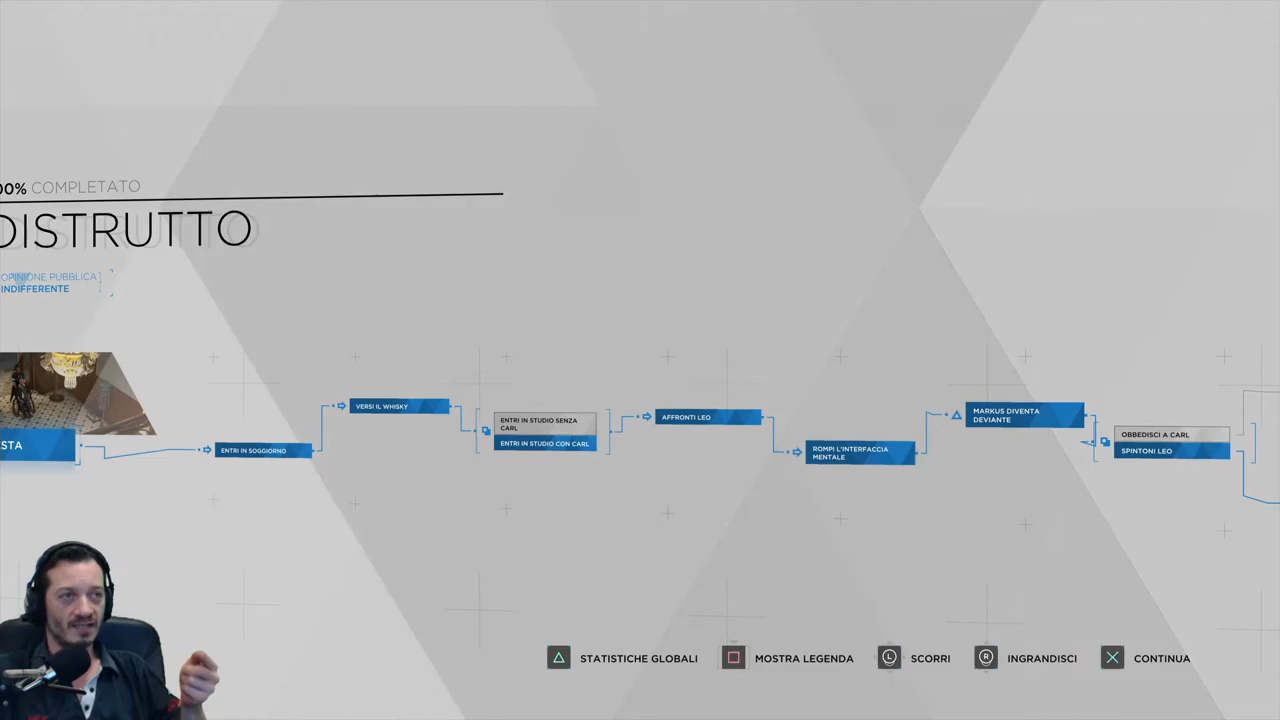 00% COMPLETATO
DISTRUTTO
OPINIONE PUBBLICA
INDIFFERENTE
ESTA
ENTRI IN SOGGIORNO
VERSI IL WHISKY
ENTRI IN STUDIO SENZA
CARL
ENTRI IN STUDIO CON CARL
AFFRONTI LEO
ROMPI L'INTERFACCIA
MENTALE
MARKUS DIVENTA
DEVIANTE
OBBEDISCI A CARL
SPINTONI LEO
STATISTICHE GLOBALI
MOSTRA LEGENDA
L SCORRI
R INGRANDISCI
CONTINUA